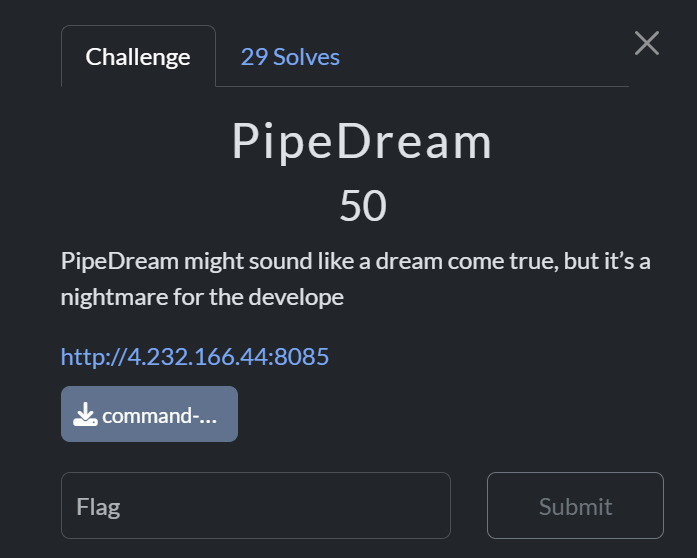 Challenge
29 Solves
PipeDream
50
PipeDream might sound like a dream come true, but it’s a
nightmare for the develope
http://4.232.166.44:8085
command-...
Flag
Submit